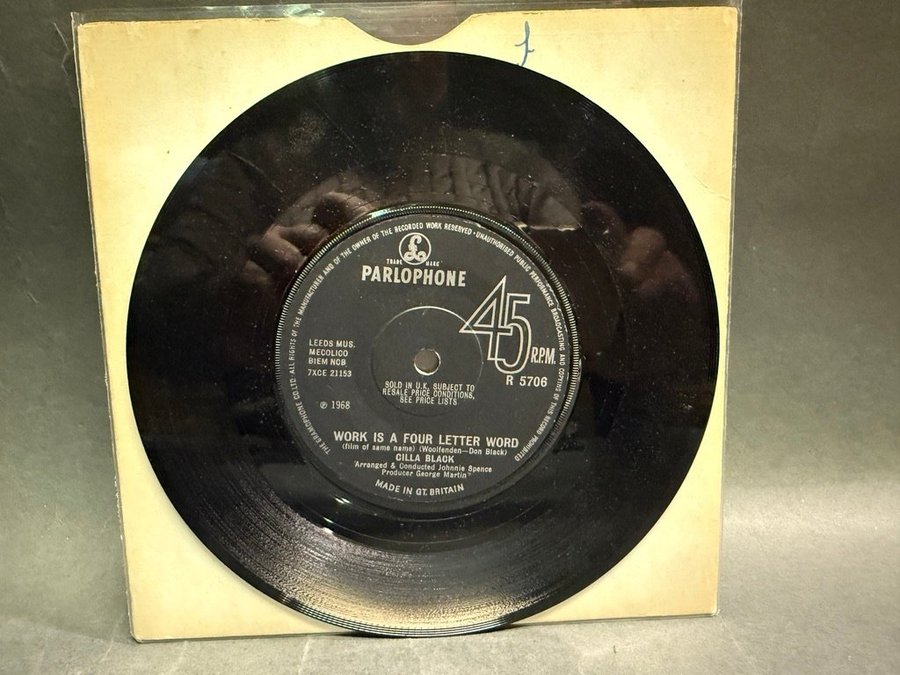 THE GRAMOPHONE CO. LTD. ALL RIGHTS OF THE MANUFACTURER AND OF THE OWNER OF THE RECORDED WORK RESERVED · UNAUTHORISED PUBLIC PERFORMANCE BROADCASTING AND COPYING OF THIS RECORD PROHIBITED
£
TRADE MARK
PARLOPHONE
45
R.P.M.
R 5706
LEEDS MUS.
MECOLICO
BIEM NCB
7XCE 21153
SOLD IN U.K. SUBJECT TO
RESALE PRICE CONDITIONS,
SEE PRICE LISTS
℗ 1968
WORK IS A FOUR LETTER WORD
(film of same name) (Woolfenden—Don Black)
CILLA BLACK
"Arranged & Conducted Johnnie Spence
Producer George Martin"
MADE IN GT. BRITAIN